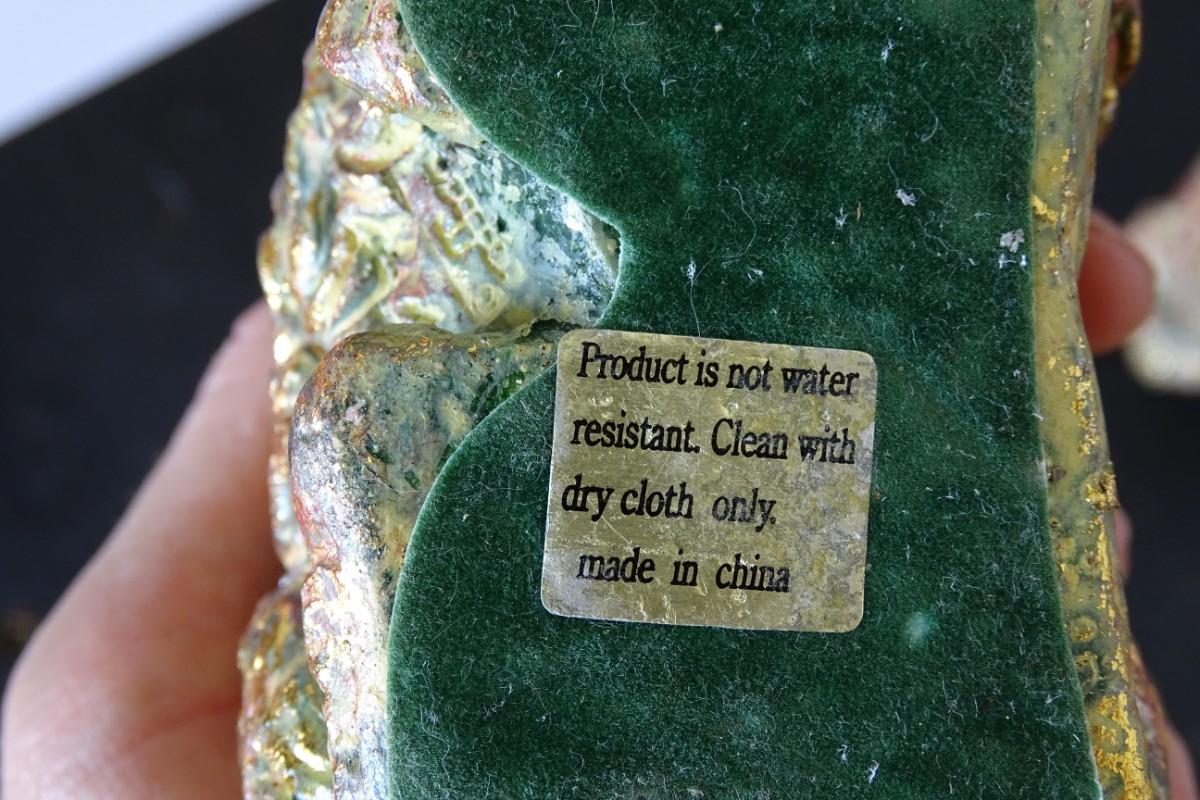 Product is not water
resistant. Clean with
dry cloth only.
made in china